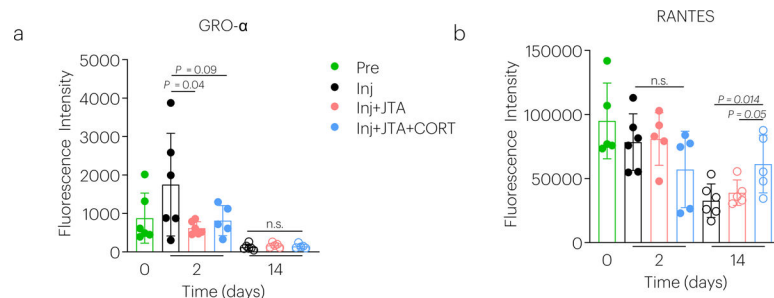 a
GRO-α
Fluorescence Intensity
5000
4000
3000
2000
1000
0
P = 0.09
P = 0.04
n.s.
0 2 14
Time (days)
Pre
Inj
Inj+JTA
Inj+JTA+CORT
b
RANTES
Fluorescence Intensity
150000
100000
50000
0
n.s.
P = 0.014
P = 0.05
0 2 14
Time (days)